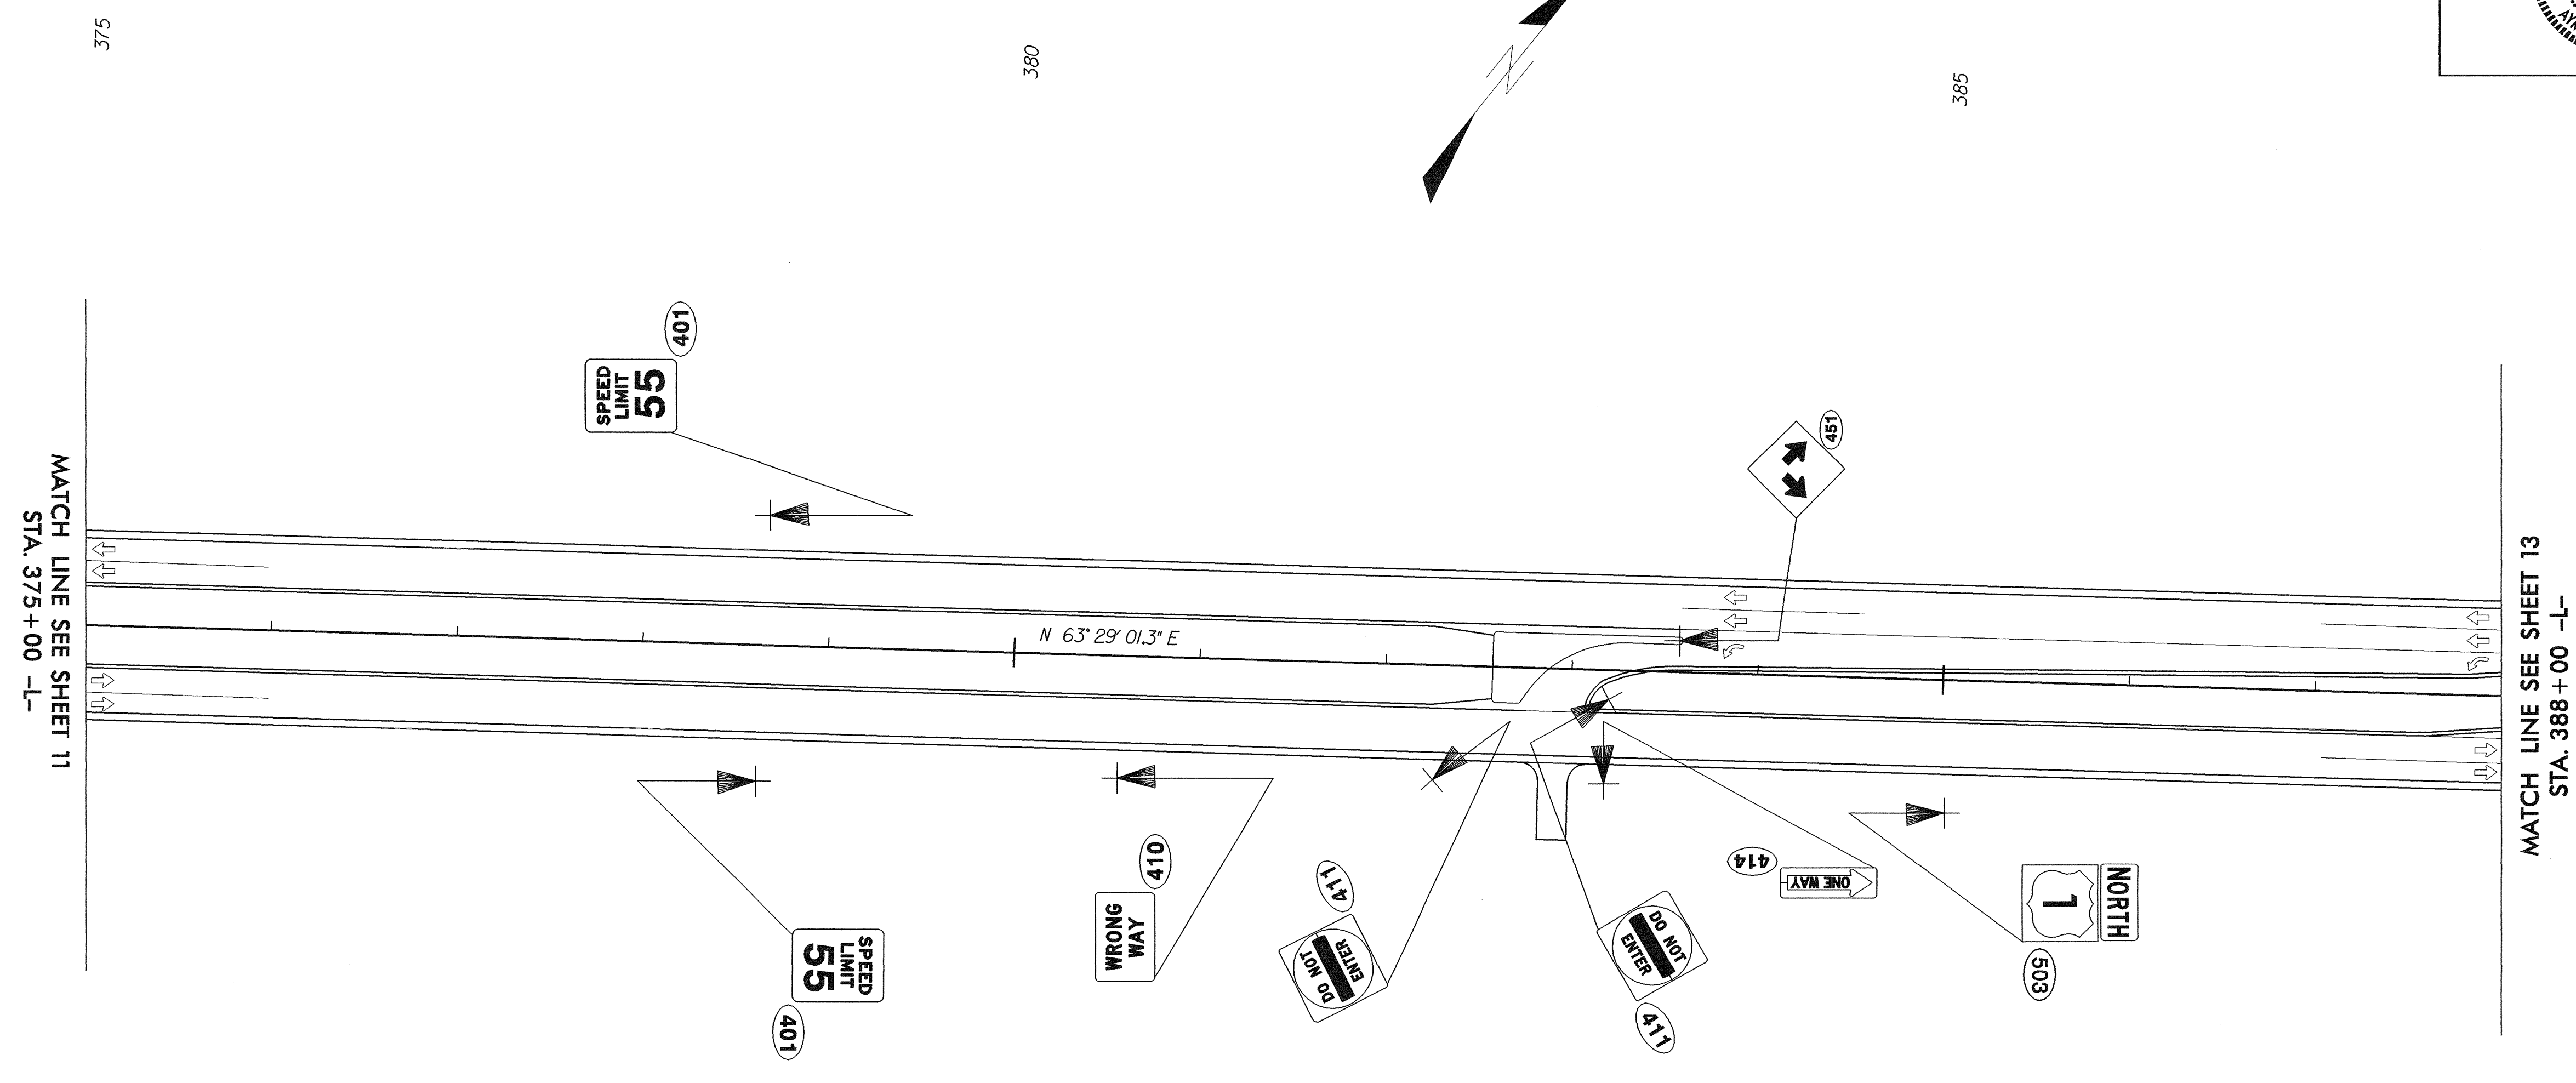 375
380
385
401
SPEED
LIMIT
55
451
MATCH LINE SEE SHEET 11
STA. 375+00 -L-
N 63° 29' 01.3" E
MATCH LINE SEE SHEET 13
STA. 388+00 -L-
SPEED
LIMIT
55
401
410
WRONG
WAY
411
DO NOT
ENTER
DO NOT
ENTER
411
414
ONE WAY
NORTH
1
503